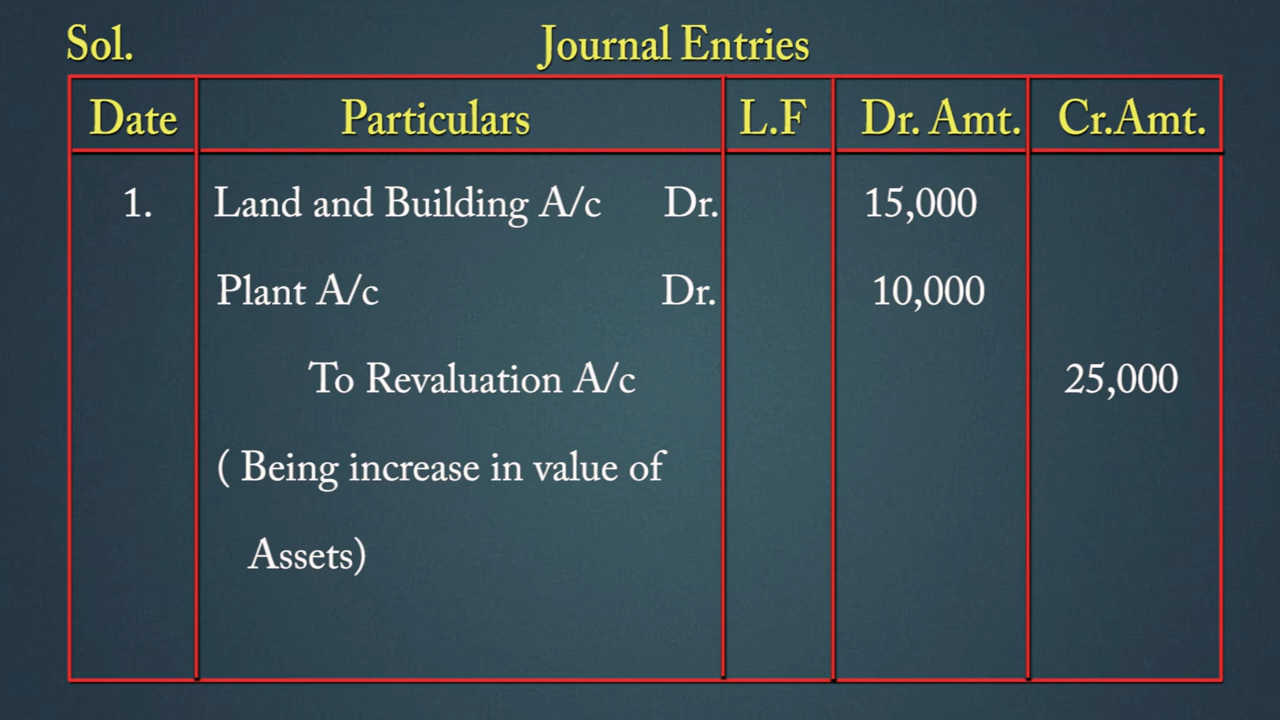 Sol. Journal Entries
Date Particulars L.F Dr. Amt. Cr.Amt.
1. Land and Building A/c Dr. 15,000
Plant A/c Dr. 10,000
To Revaluation A/c 25,000
( Being increase in value of
Assets)